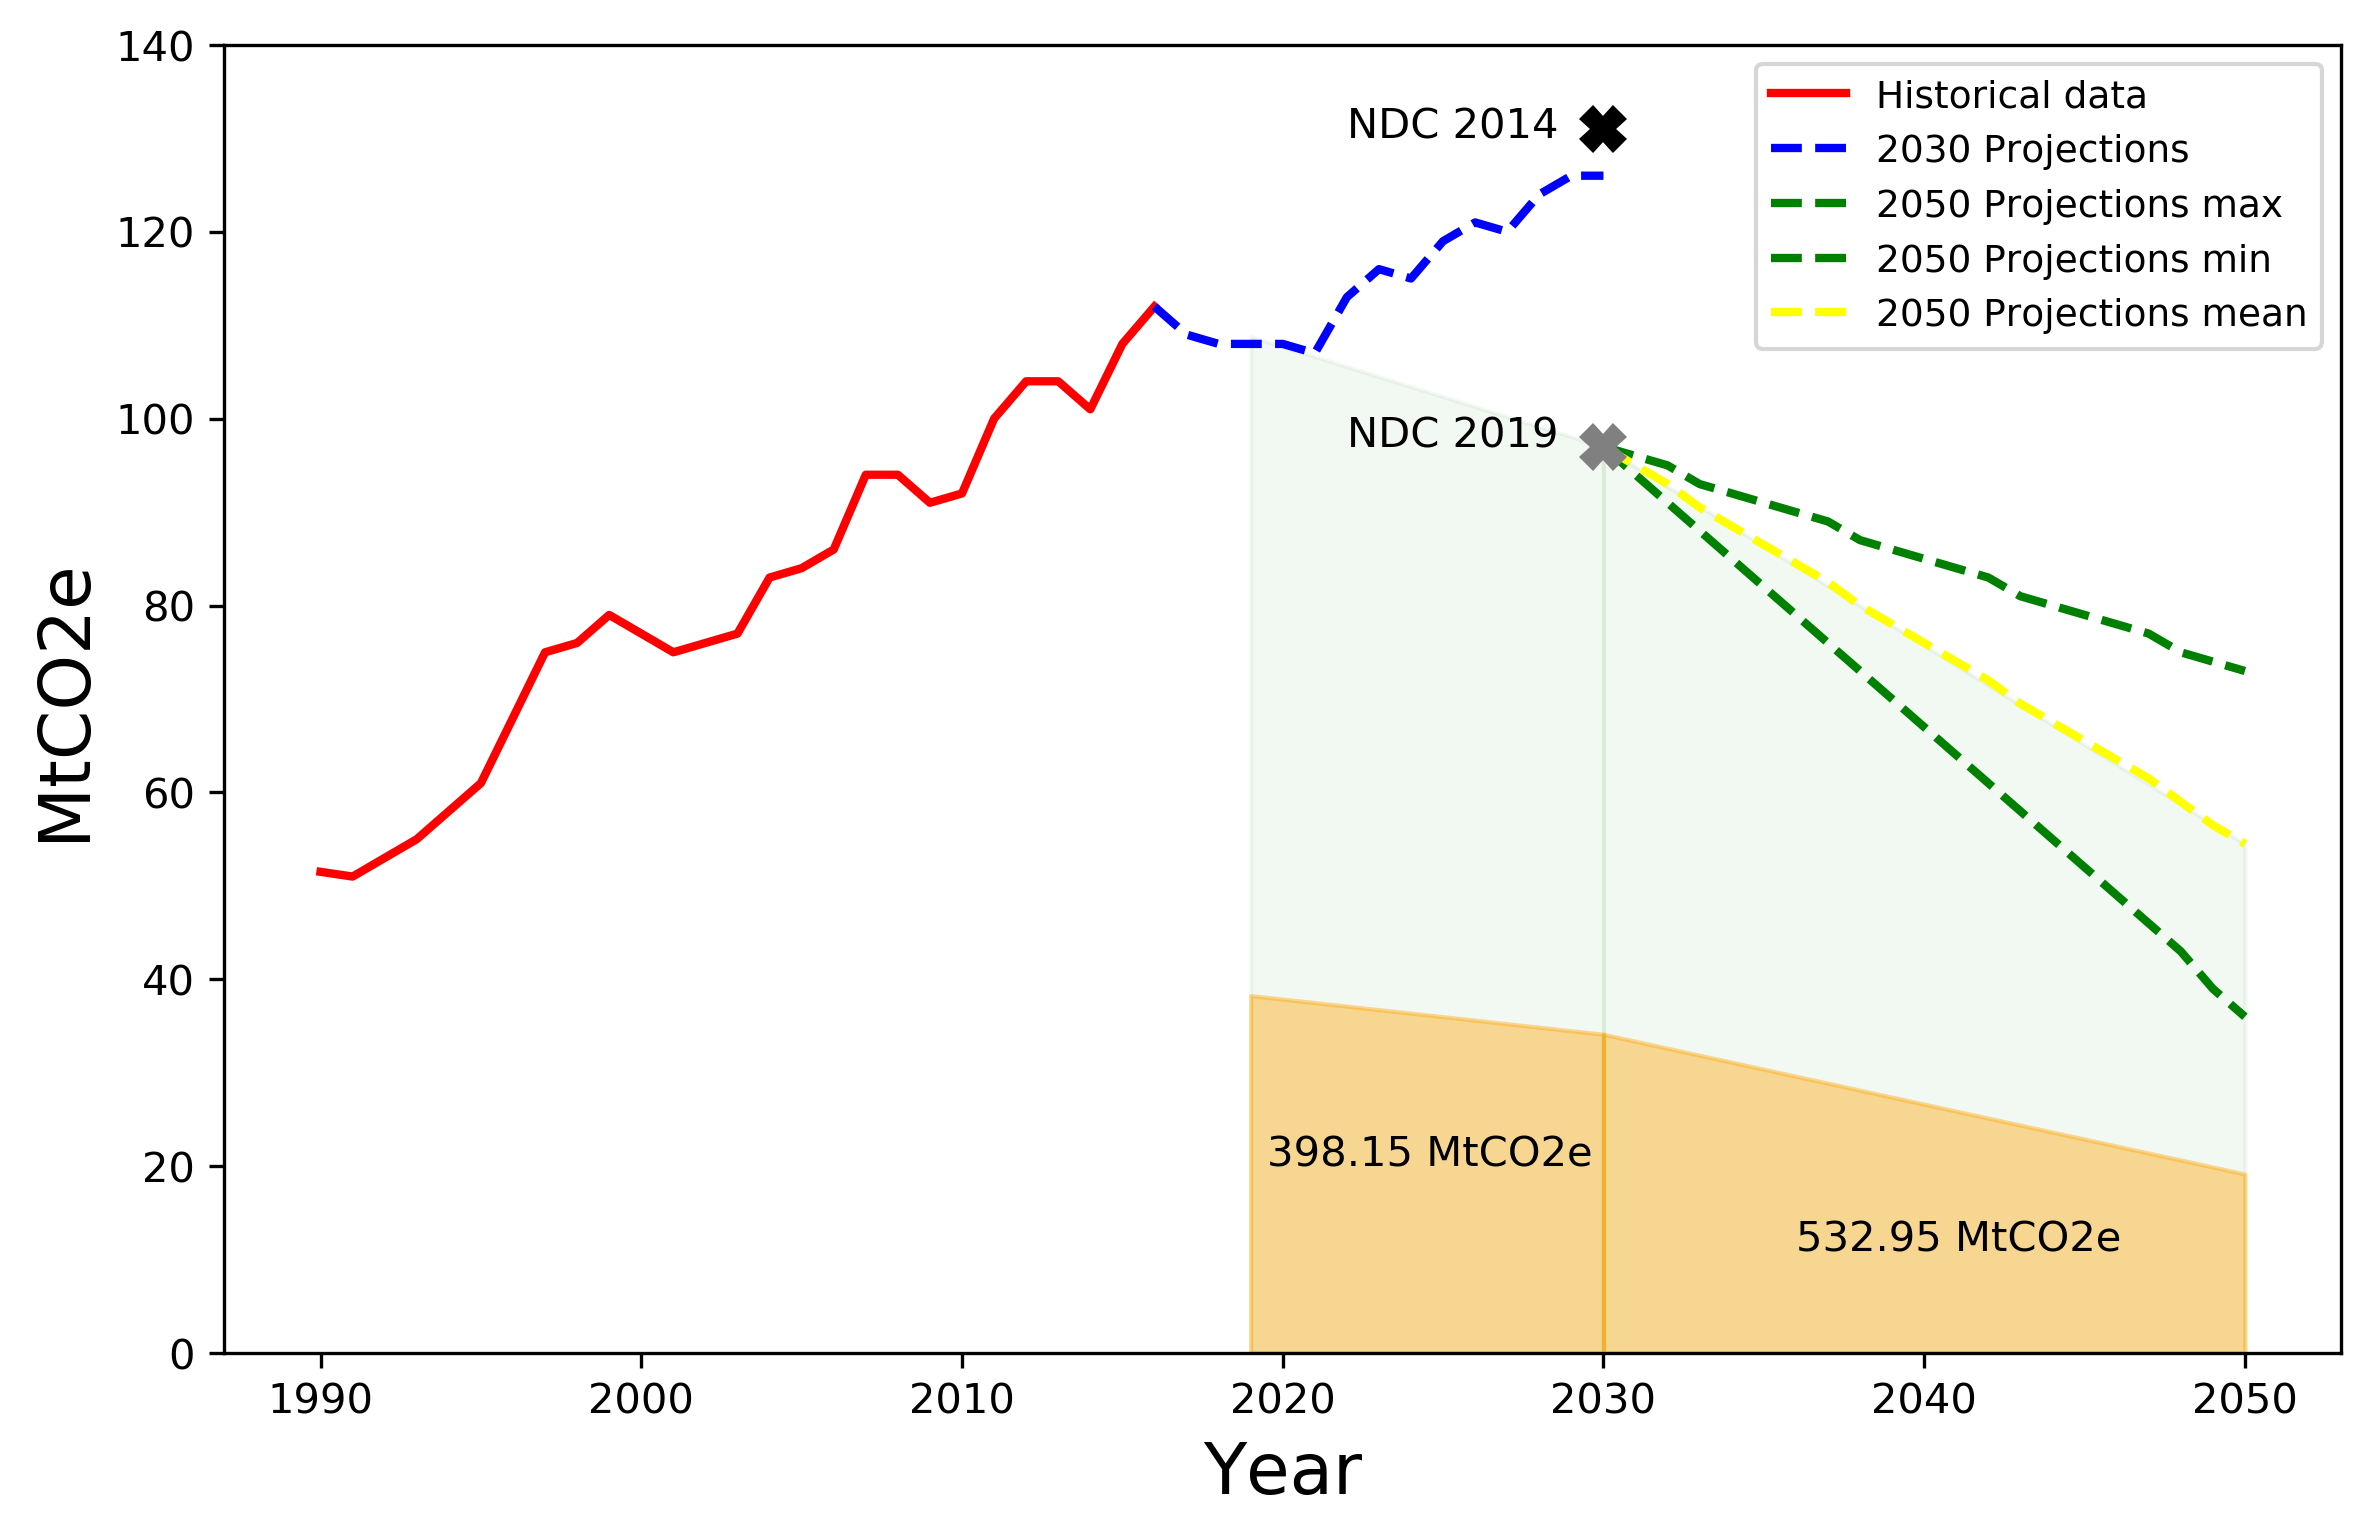 MtCO2e
140
120
100
80
60
40
20
0
NDC 2014
NDC 2019
398.15 MtCO2e
532.95 MtCO2e
Historical data
2030 Projections
2050 Projections max
2050 Projections min
2050 Projections mean
1990 2000 2010 2020 2030 2040 2050
Year